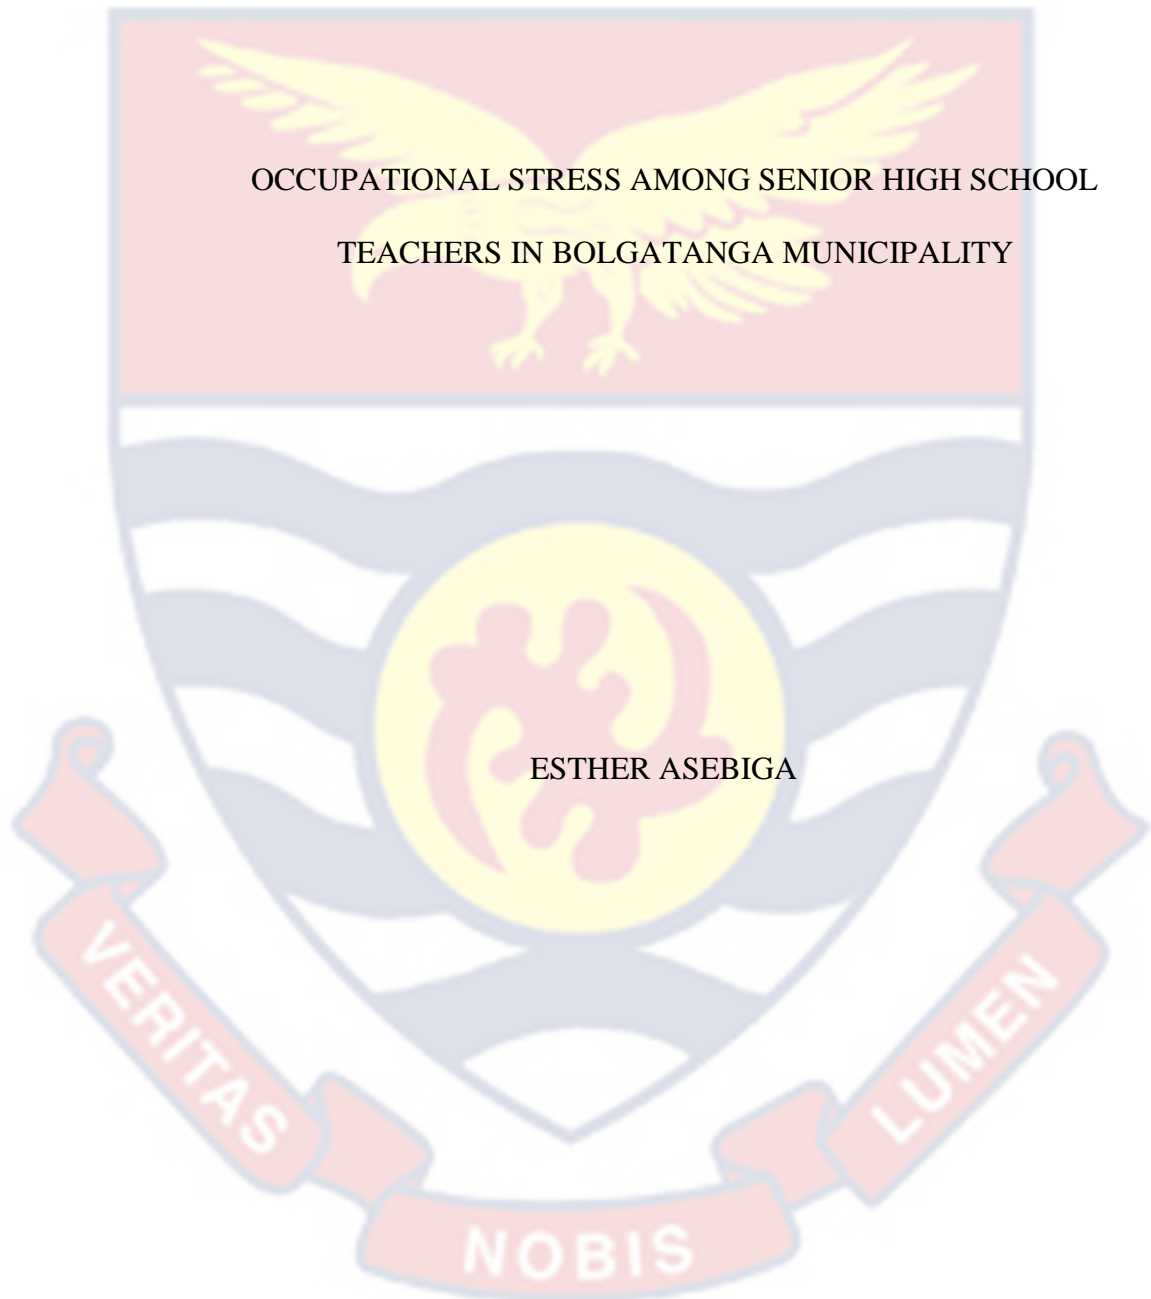 OCCUPATIONAL STRESS AMONG SENIOR HIGH SCHOOL
TEACHERS IN BOLGATANGA MUNICIPALITY
ESTHER ASEBIGA
VERITAS
NOBIS
LUMEN